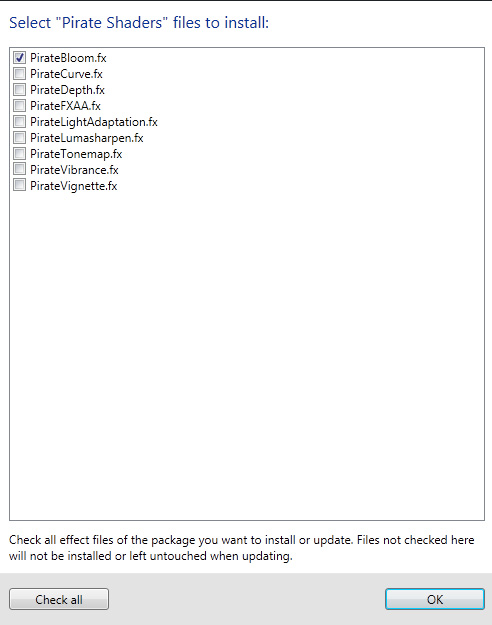 Select "Pirate Shaders" files to install:
PirateBloom.fx
PirateCurve.fx
PirateDepth.fx
PirateFXAA.fx
PirateLightAdaptation.fx
PirateLumasharpen.fx
PirateTonemap.fx
PirateVibrance.fx
PirateVignette.fx
Check all effect files of the package you want to install or update. Files not checked here
will not be installed or left untouched when updating.
Check all
OK